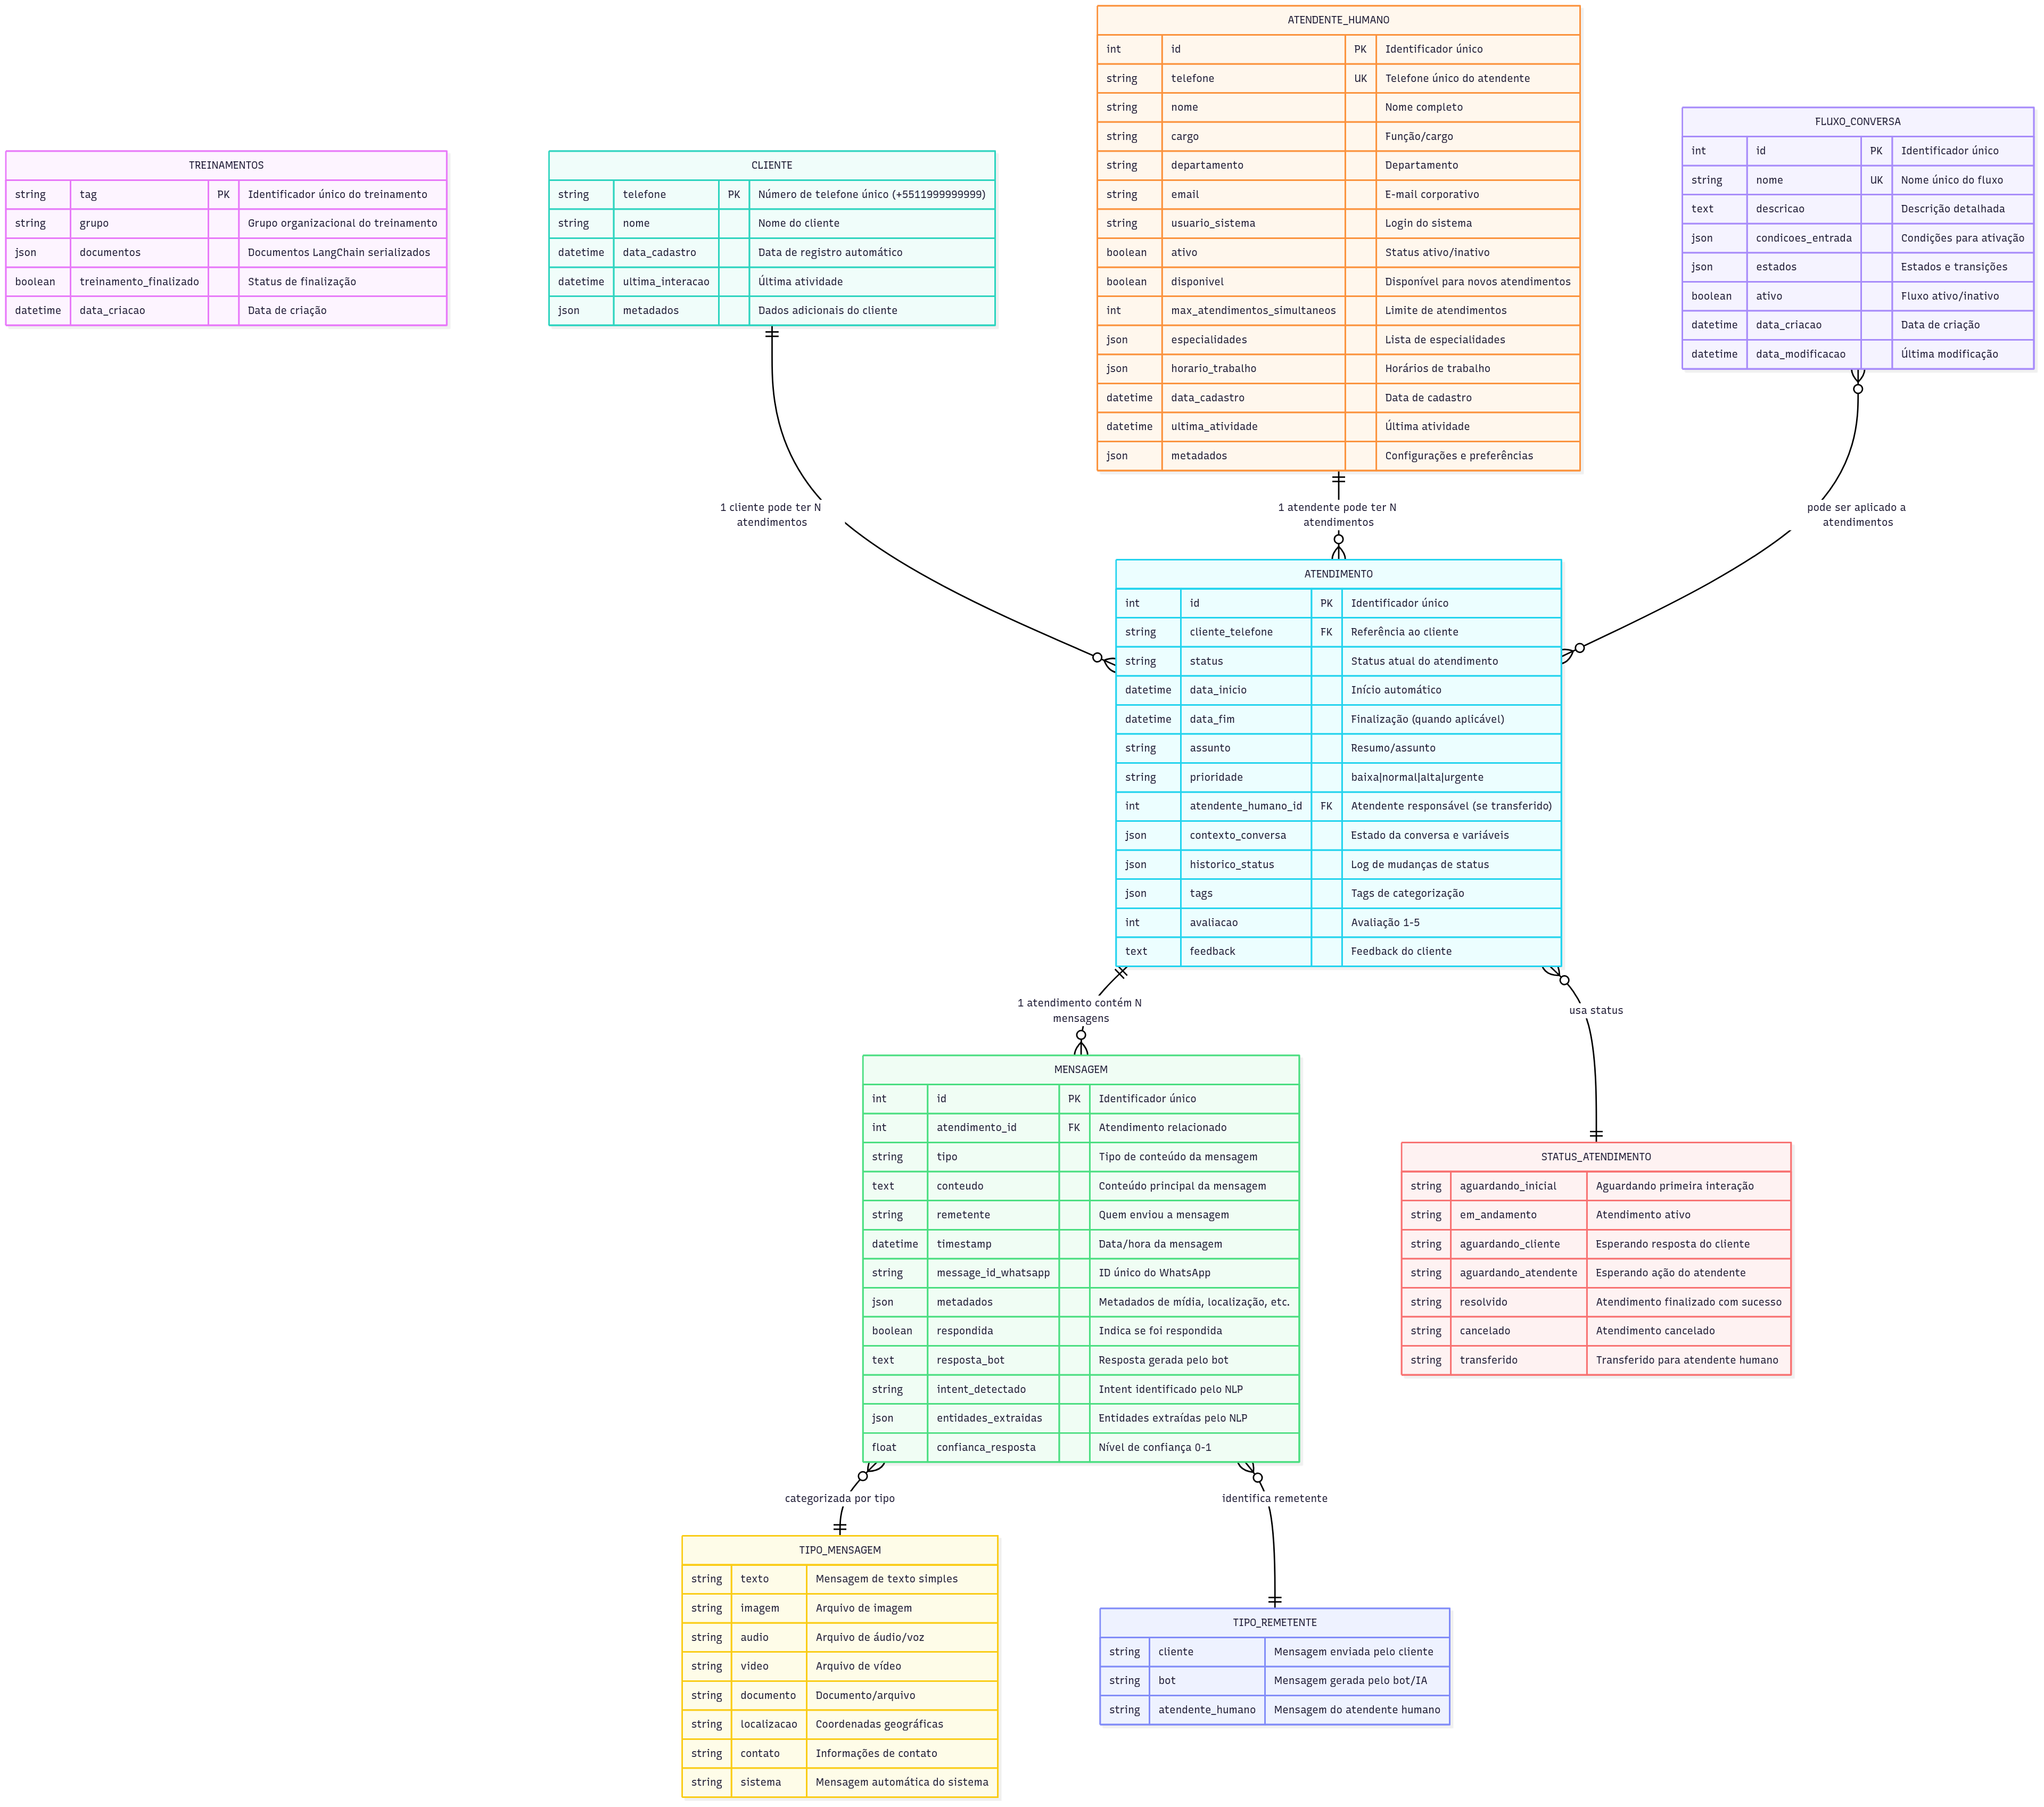 ATENDENTE_HUMANO
int id PK Identificador único
string telefone UK Telefone único do atendente
string nome Nome completo
string cargo Função/cargo
string departamento Departamento
string email E-mail corporativo
string usuario_sistema Login do sistema
boolean ativo Status ativo/inativo
boolean disponivel Disponível para novos atendimentos
int max_atendimentos_simultaneos Limite de atendimentos
json especialidades Lista de especialidades
json horario_trabalho Horários de trabalho
datetime data_cadastro Data de cadastro
datetime ultima_atividade Última atividade
json metadados Configurações e preferências
FLUXO_CONVERSA
int id PK Identificador único
string nome UK Nome único do fluxo
text descricao Descrição detalhada
json condicoes_entrada Condições para ativação
json estados Estados e transições
boolean ativo Fluxo ativo/inativo
datetime data_criacao Data de criação
datetime data_modificacao Última modificação
TREINAMENTOS
string tag PK Identificador único do treinamento
string grupo Grupo organizacional do treinamento
json documentos Documentos LangChain serializados
boolean treinamento_finalizado Status de finalização
datetime data_criacao Data de criação
CLIENTE
string telefone PK Número de telefone único (+5511999999999)
string nome Nome do cliente
datetime data_cadastro Data de registro automático
datetime ultima_interacao Última atividade
json metadados Dados adicionais do cliente
1 cliente pode ter N
atendimentos
1 atendente pode ter N
atendimentos
pode ser aplicado a
atendimentos
ATENDIMENTO
int id PK Identificador único
string cliente_telefone FK Referência ao cliente
string status Status atual do atendimento
datetime data_inicio Início automático
datetime data_fim Finalização (quando aplicável)
string assunto Resumo/assunto
string prioridade baixa|normal|alta|urgente
int atendente_humano_id FK Atendente responsável (se transferido)
json contexto_conversa Estado da conversa e variáveis
json historico_status Log de mudanças de status
json tags Tags de categorização
int avaliacao Avaliação 1-5
text feedback Feedback do cliente
1 atendimento contém N
mensagens
usa status
MENSAGEM
int id PK Identificador único
int atendimento_id FK Atendimento relacionado
string tipo Tipo de conteúdo da mensagem
text conteudo Conteúdo principal da mensagem
string remetente Quem enviou a mensagem
datetime timestamp Data/hora da mensagem
string message_id_whatsapp ID único do WhatsApp
json metadados Metadados de mídia, localização, etc.
boolean respondida Indica se foi respondida
text resposta_bot Resposta gerada pelo bot
string intent_detectado Intent identificado pelo NLP
json entidades_extraidas Entidades extraídas pelo NLP
float confianca_resposta Nível de confiança 0-1
STATUS_ATENDIMENTO
string aguardando_inicial Aguardando primeira interação
string em_andamento Atendimento ativo
string aguardando_cliente Esperando resposta do cliente
string aguardando_atendente Esperando ação do atendente
string resolvido Atendimento finalizado com sucesso
string cancelado Atendimento cancelado
string transferido Transferido para atendente humano
categorizada por tipo
identifica remetente
TIPO_MENSAGEM
string texto Mensagem de texto simples
string imagem Arquivo de imagem
string audio Arquivo de áudio/voz
string video Arquivo de vídeo
string documento Documento/arquivo
string localizacao Coordenadas geográficas
string contato Informações de contato
string sistema Mensagem automática do sistema
TIPO_REMETENTE
string cliente Mensagem enviada pelo cliente
string bot Mensagem gerada pelo bot/IA
string atendente_humano Mensagem do atendente humano